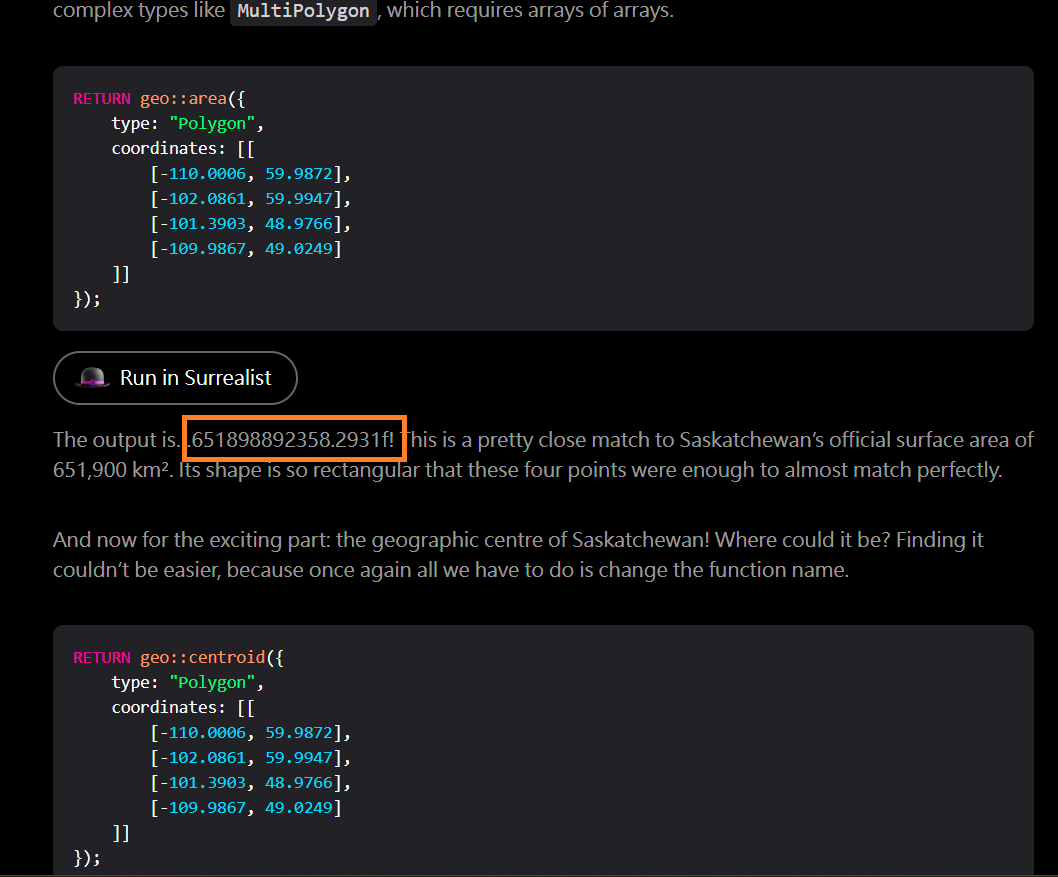 complex types like MultiPolygon, which requires arrays of arrays.
RETURN geo::area({
    type: "Polygon",
    coordinates: [[
        [-110.0006, 59.9872],
        [-102.0861, 59.9947],
        [-101.3903, 48.9766],
        [-109.9867, 49.0249]
    ]]
});
Run in Surrealist
The output is..651898892358.2931f! This is a pretty close match to Saskatchewan’s official surface area of
651,900 km². Its shape is so rectangular that these four points were enough to almost match perfectly.
And now for the exciting part: the geographic centre of Saskatchewan! Where could it be? Finding it
couldn’t be easier, because once again all we have to do is change the function name.
RETURN geo::centroid({
    type: "Polygon",
    coordinates: [[
        [-110.0006, 59.9872],
        [-102.0861, 59.9947],
        [-101.3903, 48.9766],
        [-109.9867, 49.0249]
    ]]
});